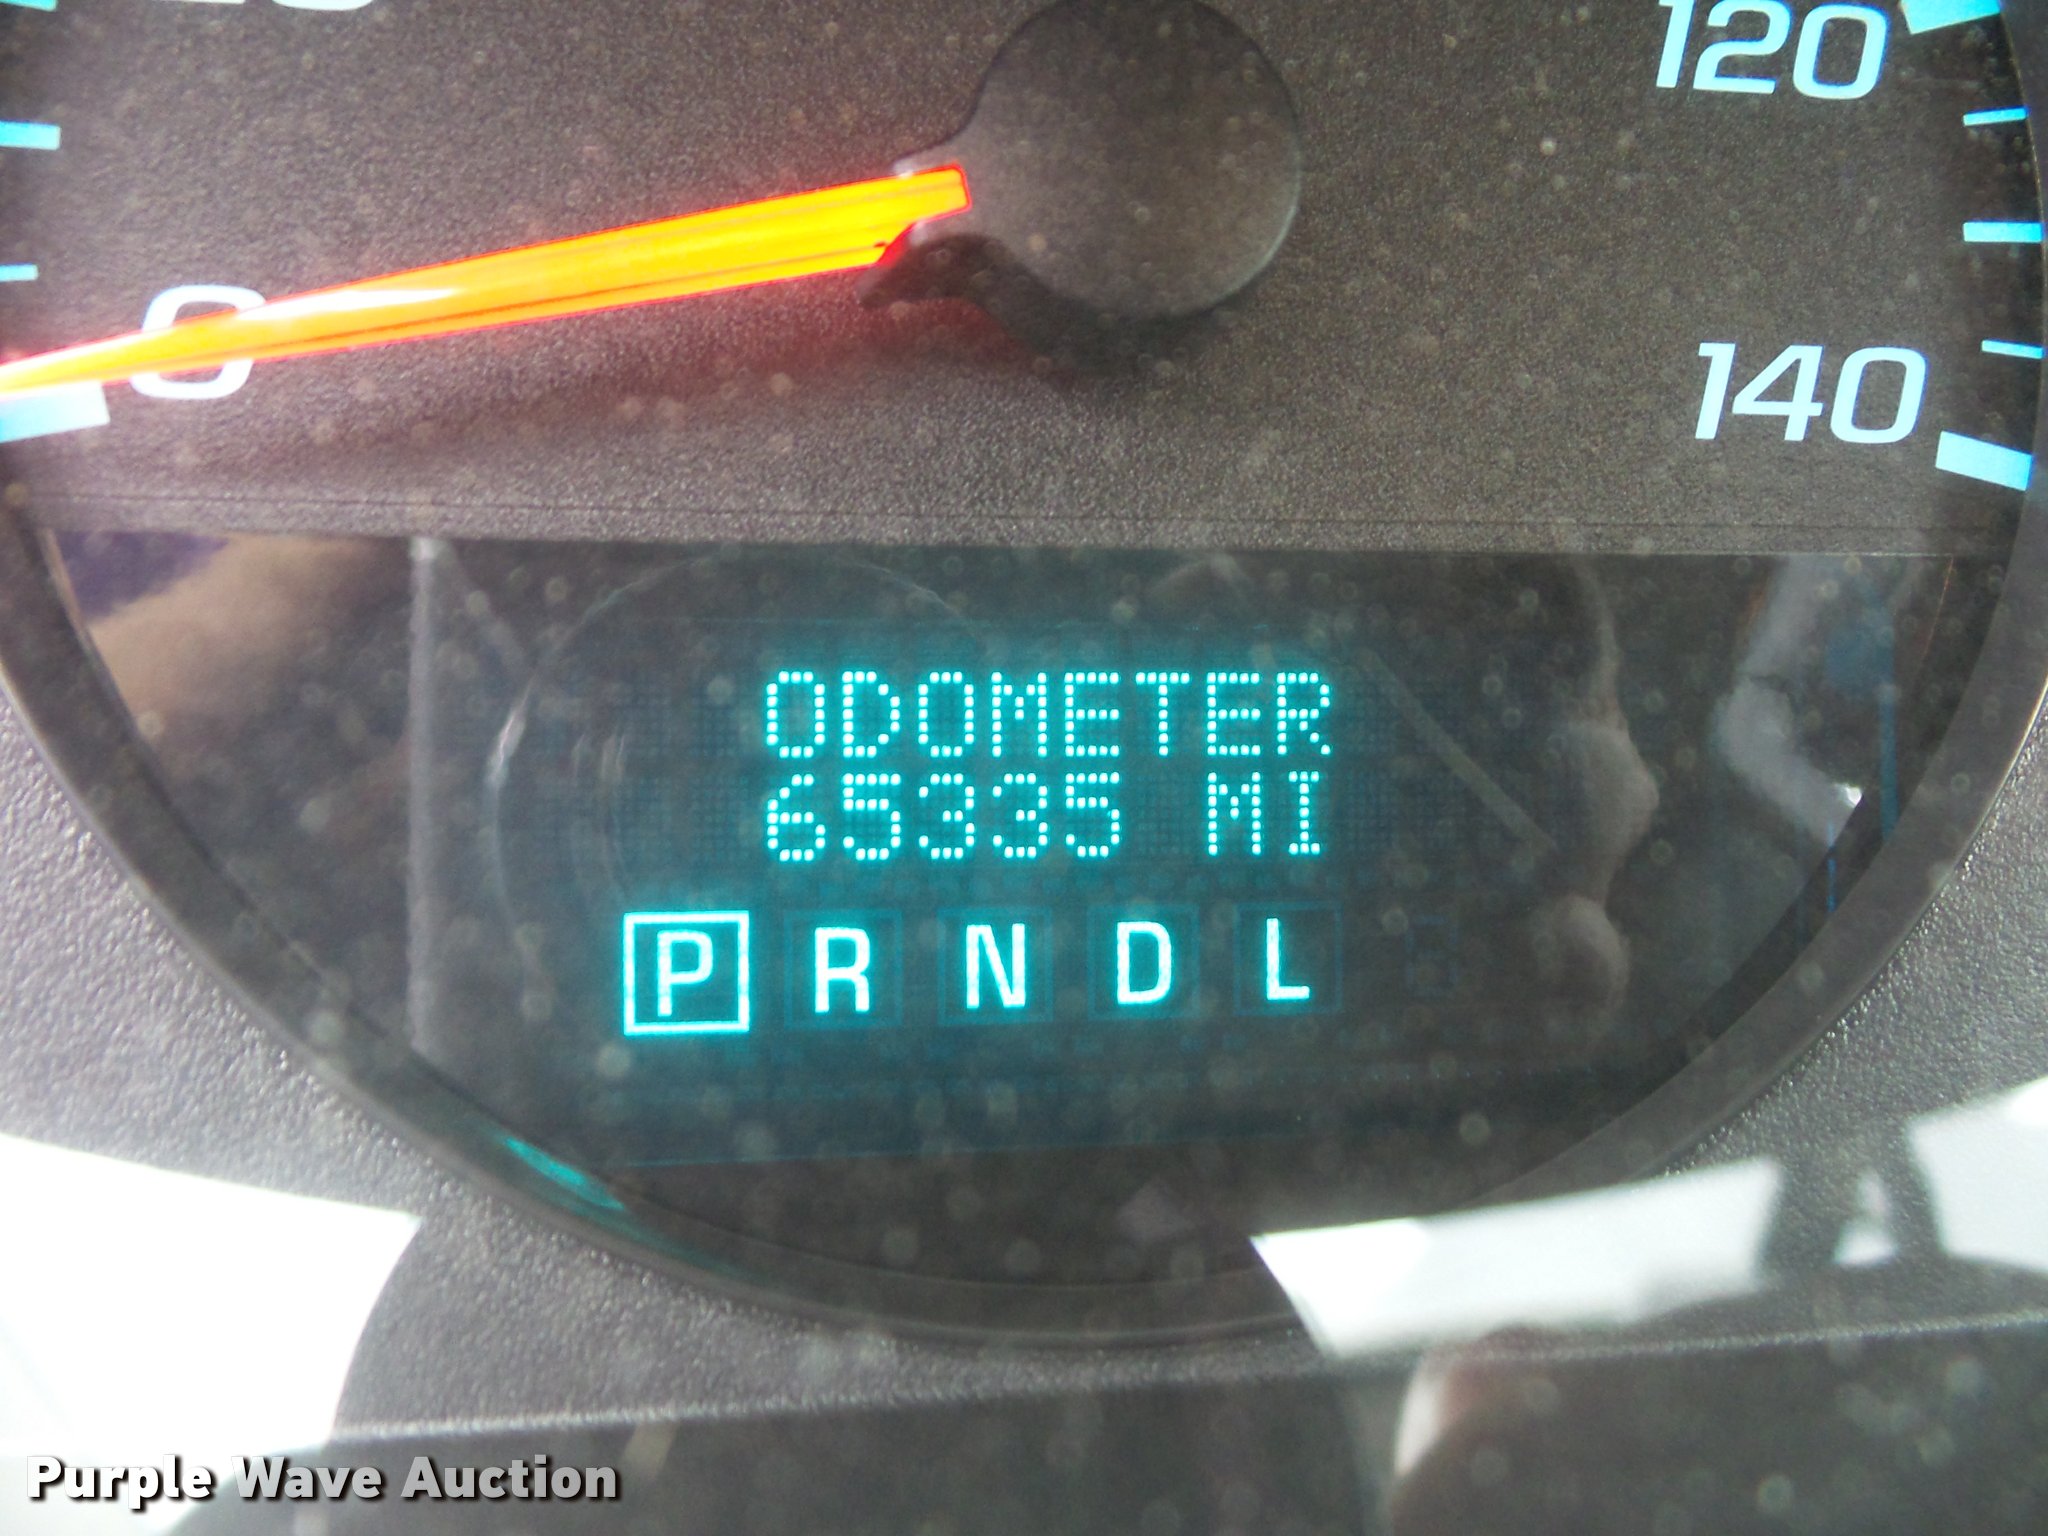 120
0
140
ODOMETER
65335 MI
P R N D L
Purple Wave Auction